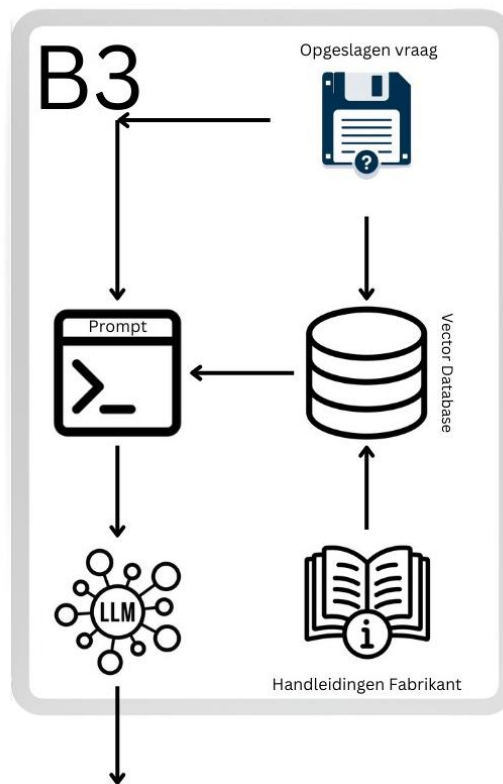 B3
Opgeslagen vraag
?
Prompt
>_
Vector Database
LLM
i
Handleidingen Fabrikant